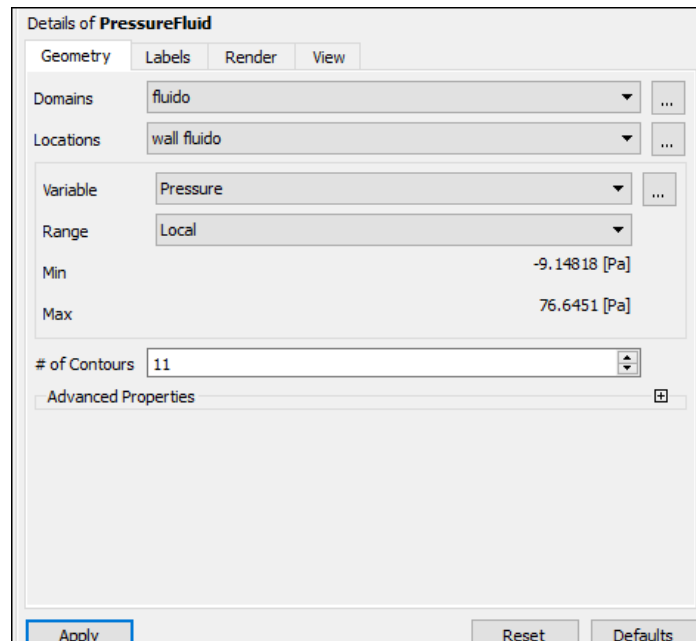 Details of PressureFluid
Geometry Labels Render View
Domains fluido ...
Locations wall fluido ...
Variable Pressure ...
Range Local
Min -9.14818 [Pa]
Max 76.6451 [Pa]
# of Contours 11
Advanced Properties
Apply Reset Defaults